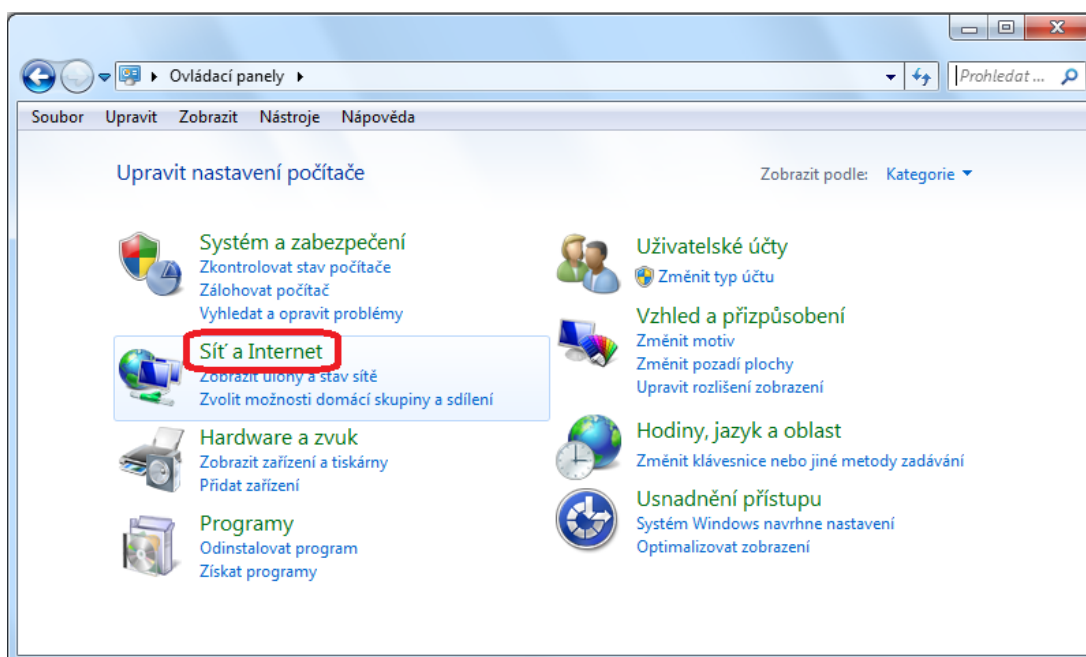 Ovládací panely
Prohledat ...
Soubor Upravit Zobrazit Nástroje Nápověda
Upravit nastavení počítače
Zobrazit podle: Kategorie
Systém a zabezpečení
Zkontrolovat stav počítače
Zálohovat počítač
Vyhledat a opravit problémy
Síť a Internet
Zobrazit úlohy a stav sítě
Zvolit možnosti domácí skupiny a sdílení
Hardware a zvuk
Zobrazit zařízení a tiskárny
Přidat zařízení
Programy
Odinstalovat program
Získat programy
Uživatelské účty
Změnit typ účtu
Vzhled a přizpůsobení
Změnit motiv
Změnit pozadí plochy
Upravit rozlišení zobrazení
Hodiny, jazyk a oblast
Změnit klávesnice nebo jiné metody zadávání
Usnadnění přístupu
Systém Windows navrhne nastavení
Optimalizovat zobrazení